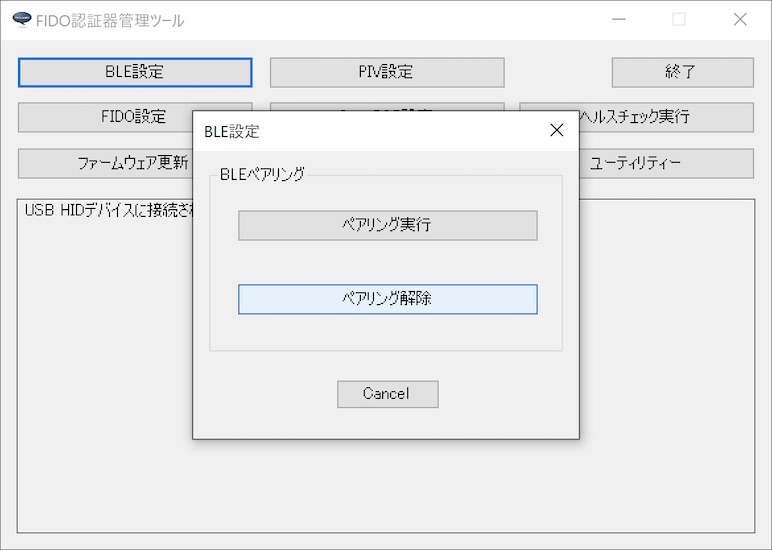 FIDO認証器管理ツール
BLE設定
PIV設定
終了
FIDO設定
ヘルスチェック実行
ファームウェア更新
ユーティリティー
USB HIDデバイスに接続さ
BLE設定
BLEペアリング
ペアリング実行
ペアリング解除
Cancel